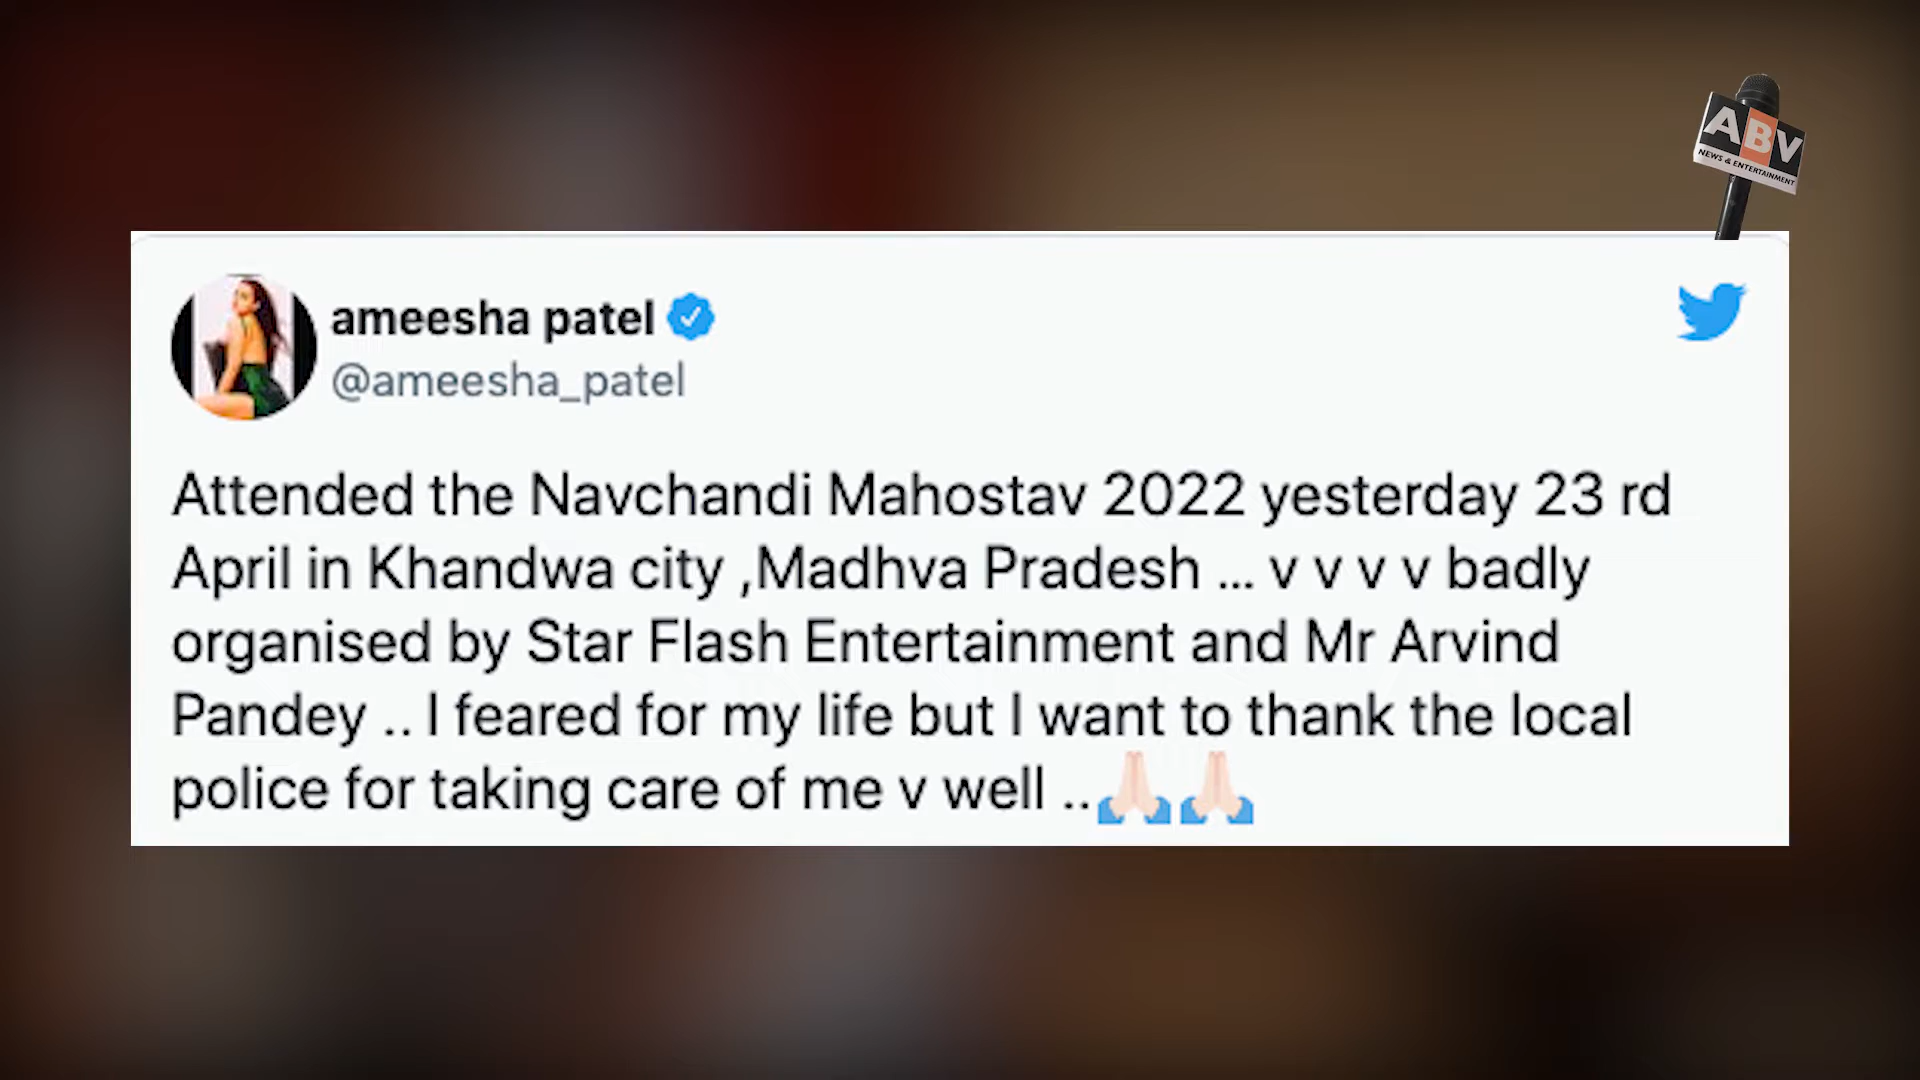 ABV
NEWS & ENTERTAINMENT
ameesha patel
@ameesha_patel
Attended the Navchandi Mahostav 2022 yesterday 23 rd
April in Khandwa city ,Madhva Pradesh ... v v v v badly
organised by Star Flash Entertainment and Mr Arvind
Pandey .. I feared for my life but I want to thank the local
police for taking care of me v well ..🙏🏻🙏🏻